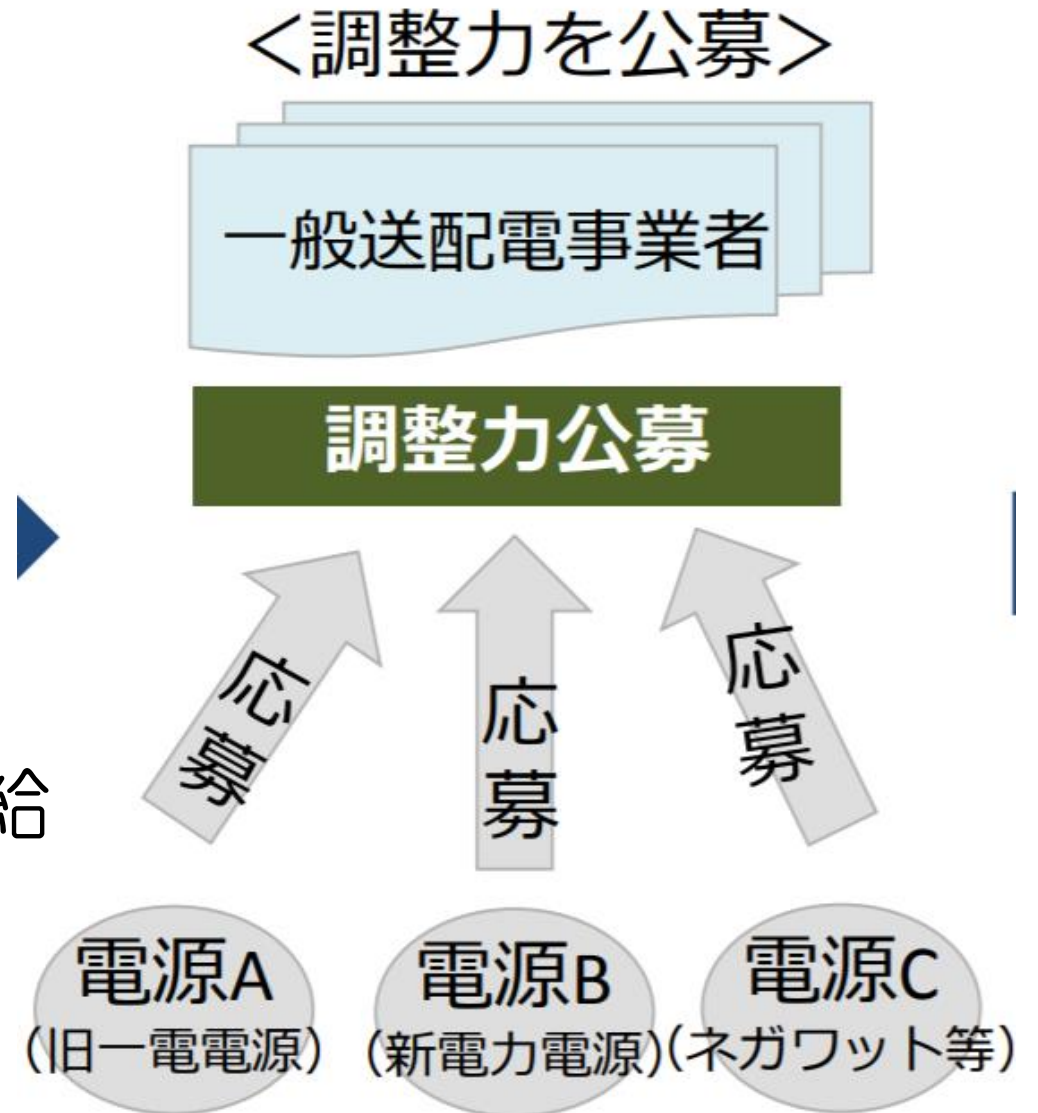 ＜調整力を公募＞
一般送配電事業者
調整力公募
応募
応募
応募
給
電源A
(旧一電電源)
電源B
(新電力電源)
電源C
(ネガワット等)